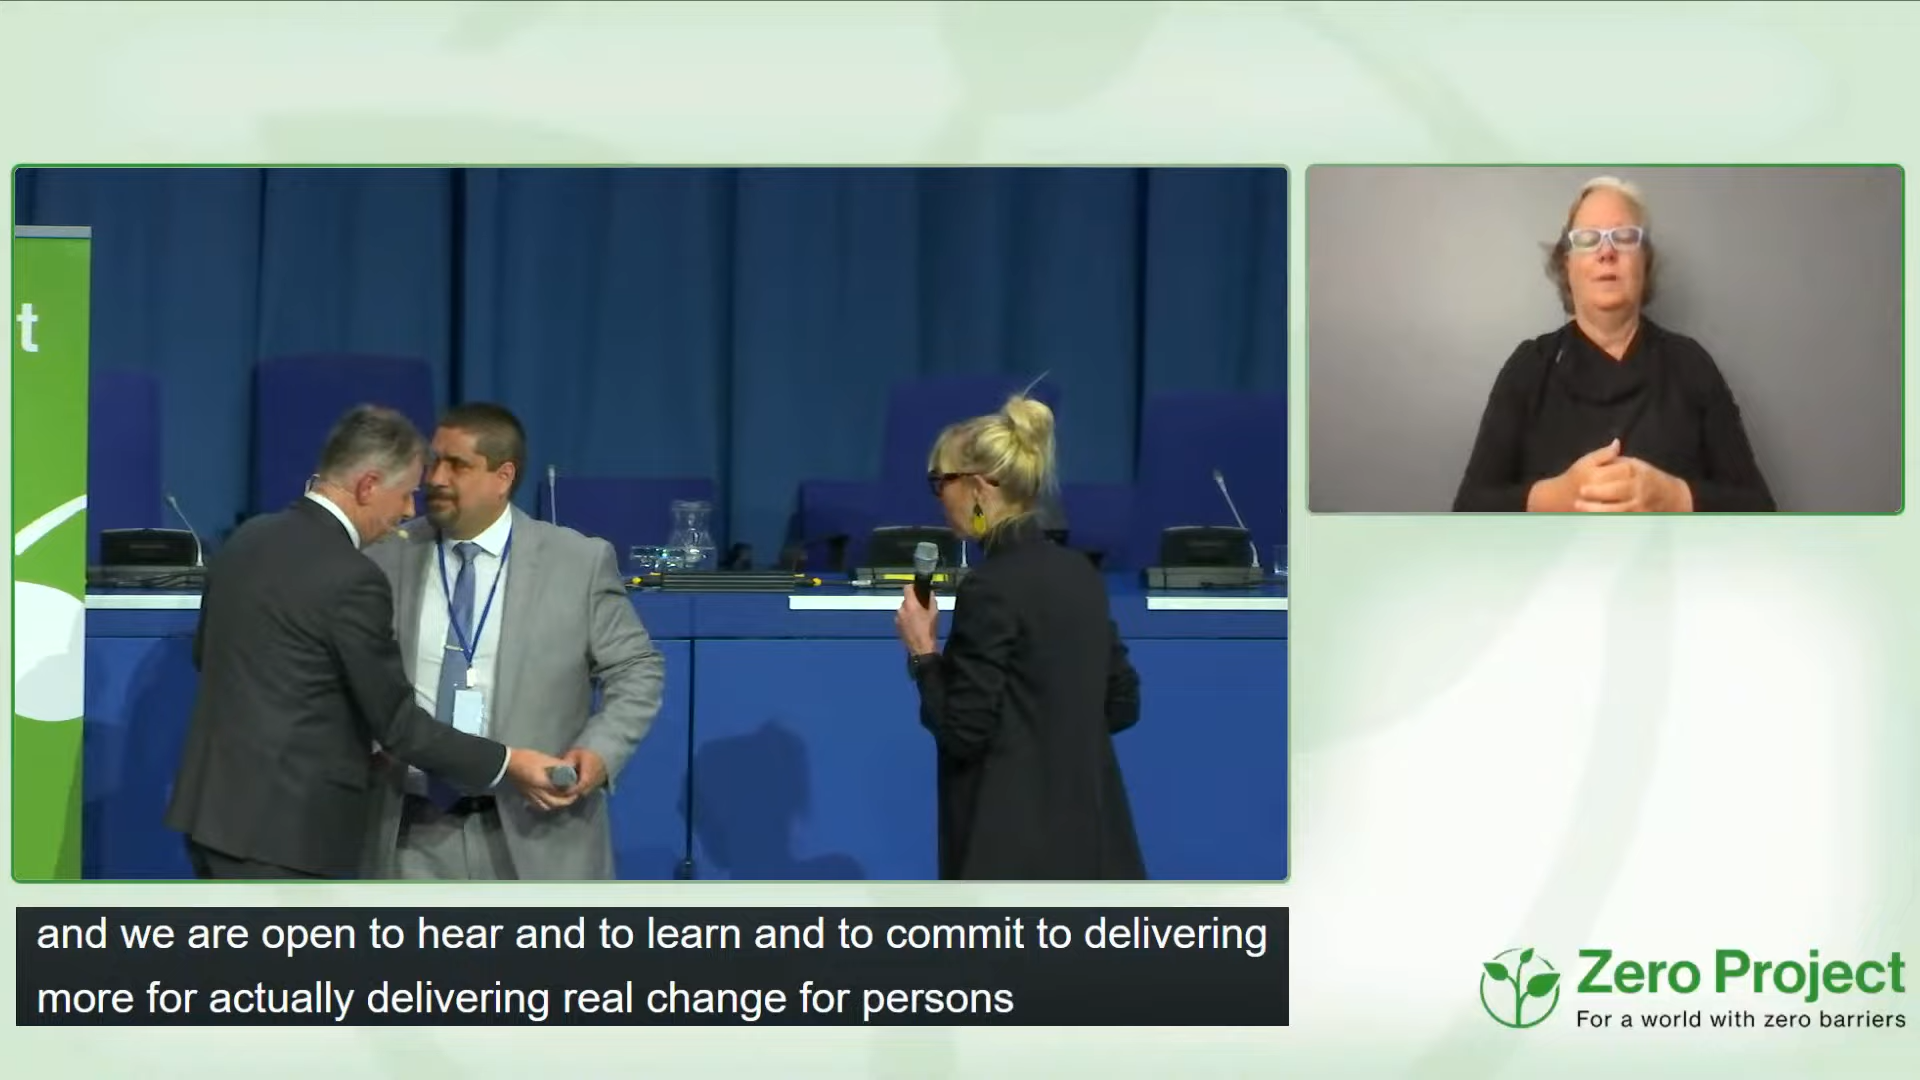 t
and we are open to hear and to learn and to commit to delivering
more for actually delivering real change for persons
Zero Project
For a world with zero barriers